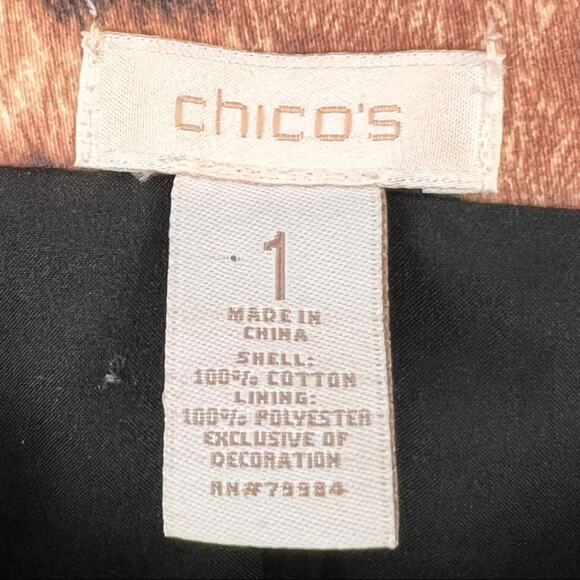 chico's
1
MADE IN
CHINA
SHELL:
100% COTTON
LINING:
100% POLYESTER
EXCLUSIVE OF
DECORATION
RN#79984